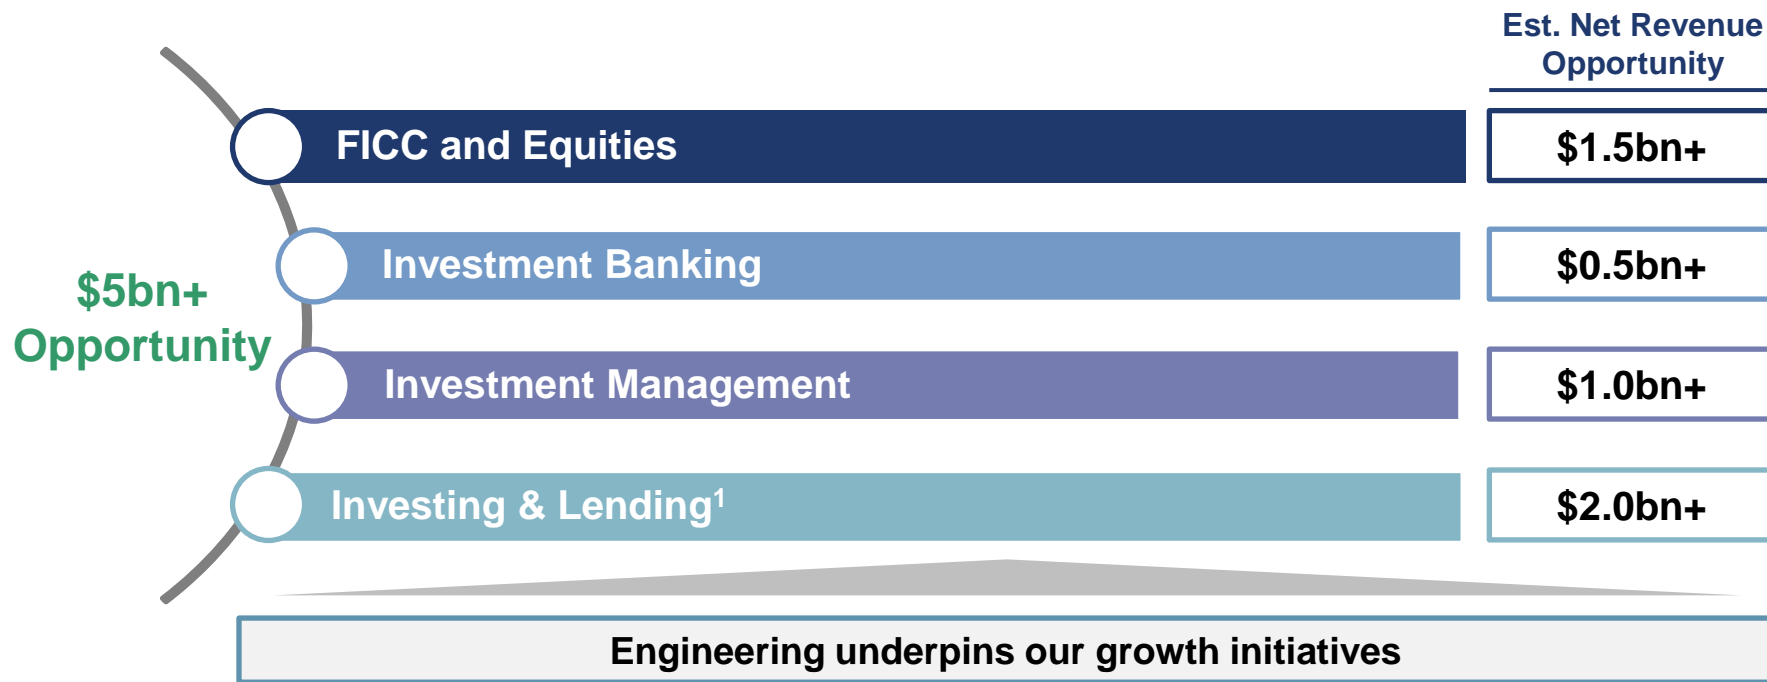 Est. Net Revenue
Opportunity
FICC and Equities
$1.5bn+
Investment Banking
$0.5bn+
$5bn+
Opportunity
Investment Management
$1.0bn+
Investing & Lending¹
$2.0bn+
Engineering underpins our growth initiatives